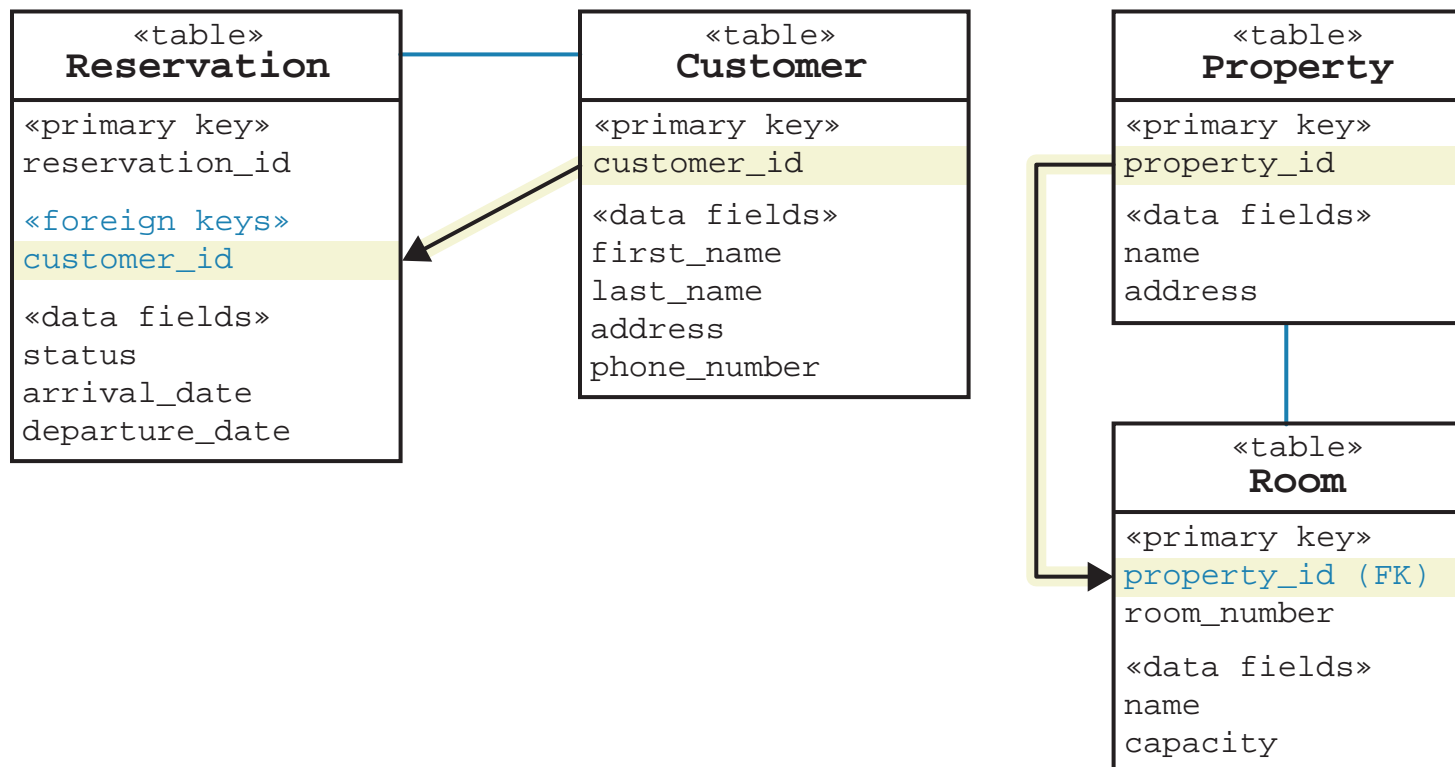 «table»
Reservation
«primary key»
reservation_id
«foreign keys»
customer_id
«data fields»
status
arrival_date
departure_date
«table»
Customer
«primary key»
customer_id
«data fields»
first_name
last_name
address
phone_number
«table»
Property
«primary key»
property_id
«data fields»
name
address
«table»
Room
«primary key»
property_id (FK)
room_number
«data fields»
name
capacity